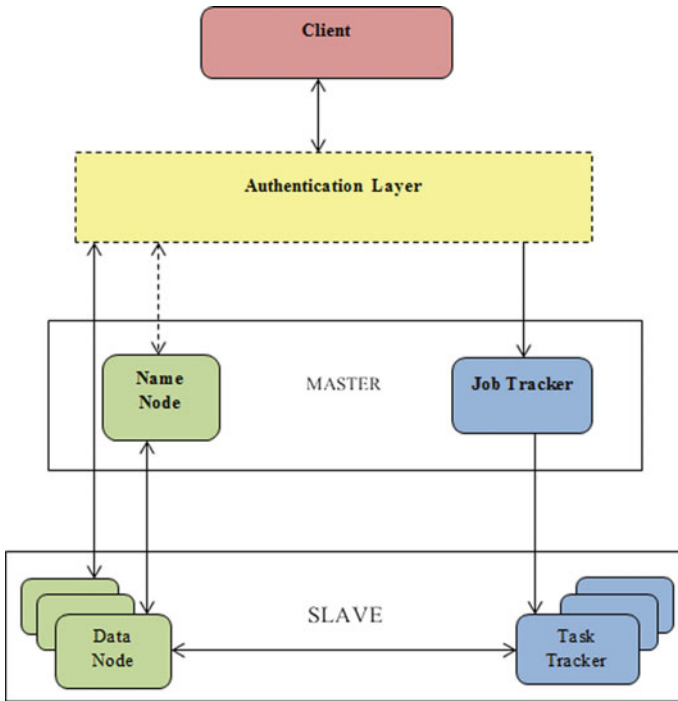 Client
Authentication Layer
Name
Node
MASTER
Job Tracker
SLAVE
Data
Node
Task
Tracker